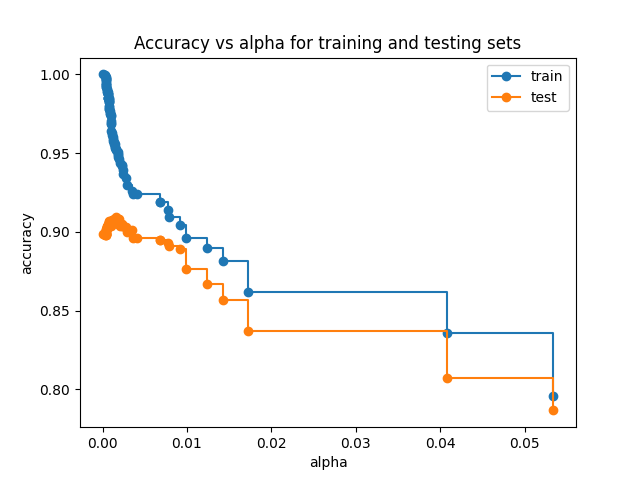 Accuracy vs alpha for training and testing sets
train
test
1.00
0.95
0.90
0.85
0.80
accuracy
0.00
0.01
0.02
0.03
0.04
0.05
alpha